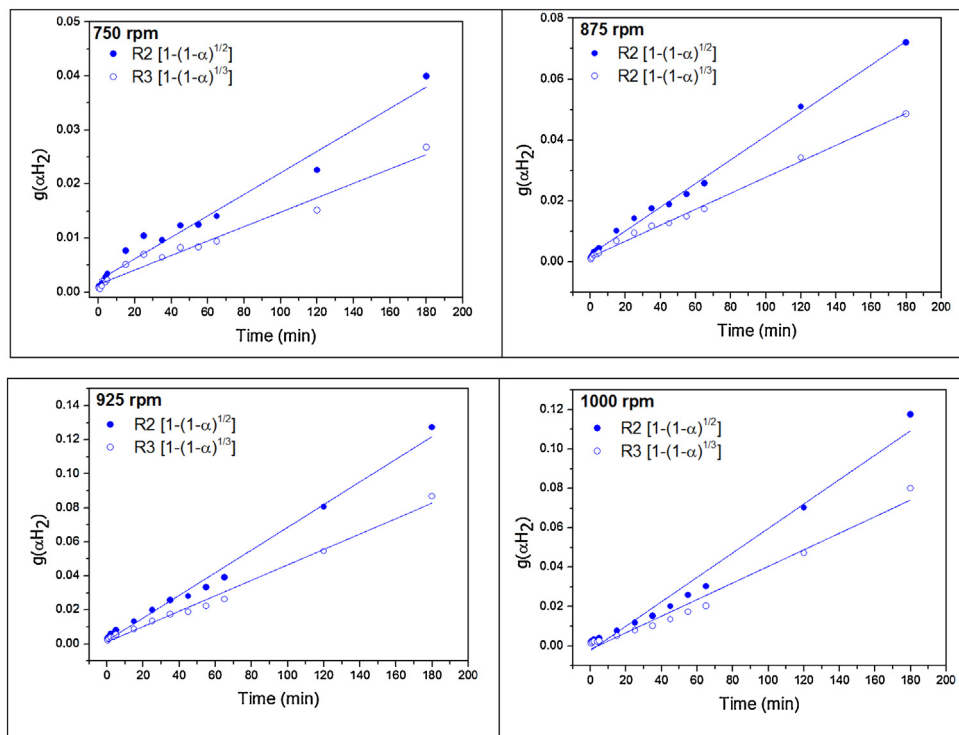 750 rpm
R2 [1-(1-α)^1/2]
R3 [1-(1-α)^1/3]
g(αH₂)
0.05
0.04
0.03
0.02
0.01
0.00
0 20 40 60 80 100 120 140 160 180 200
Time (min)
875 rpm
R2 [1-(1-α)^1/2]
R2 [1-(1-α)^1/3]
g(αH₂)
0.08
0.06
0.04
0.02
0.00
0 20 40 60 80 100 120 140 160 180 200
Time (min)
925 rpm
R2 [1-(1-α)^1/2]
R3 [1-(1-α)^1/3]
g(αH₂)
0.14
0.12
0.10
0.08
0.06
0.04
0.02
0.00
0 20 40 60 80 100 120 140 160 180 200
Time (min)
1000 rpm
R2 [1-(1-α)^1/2]
R3 [1-(1-α)^1/3]
g(αH₂)
0.12
0.10
0.08
0.06
0.04
0.02
0.00
0 20 40 60 80 100 120 140 160 180 200
Time (min)